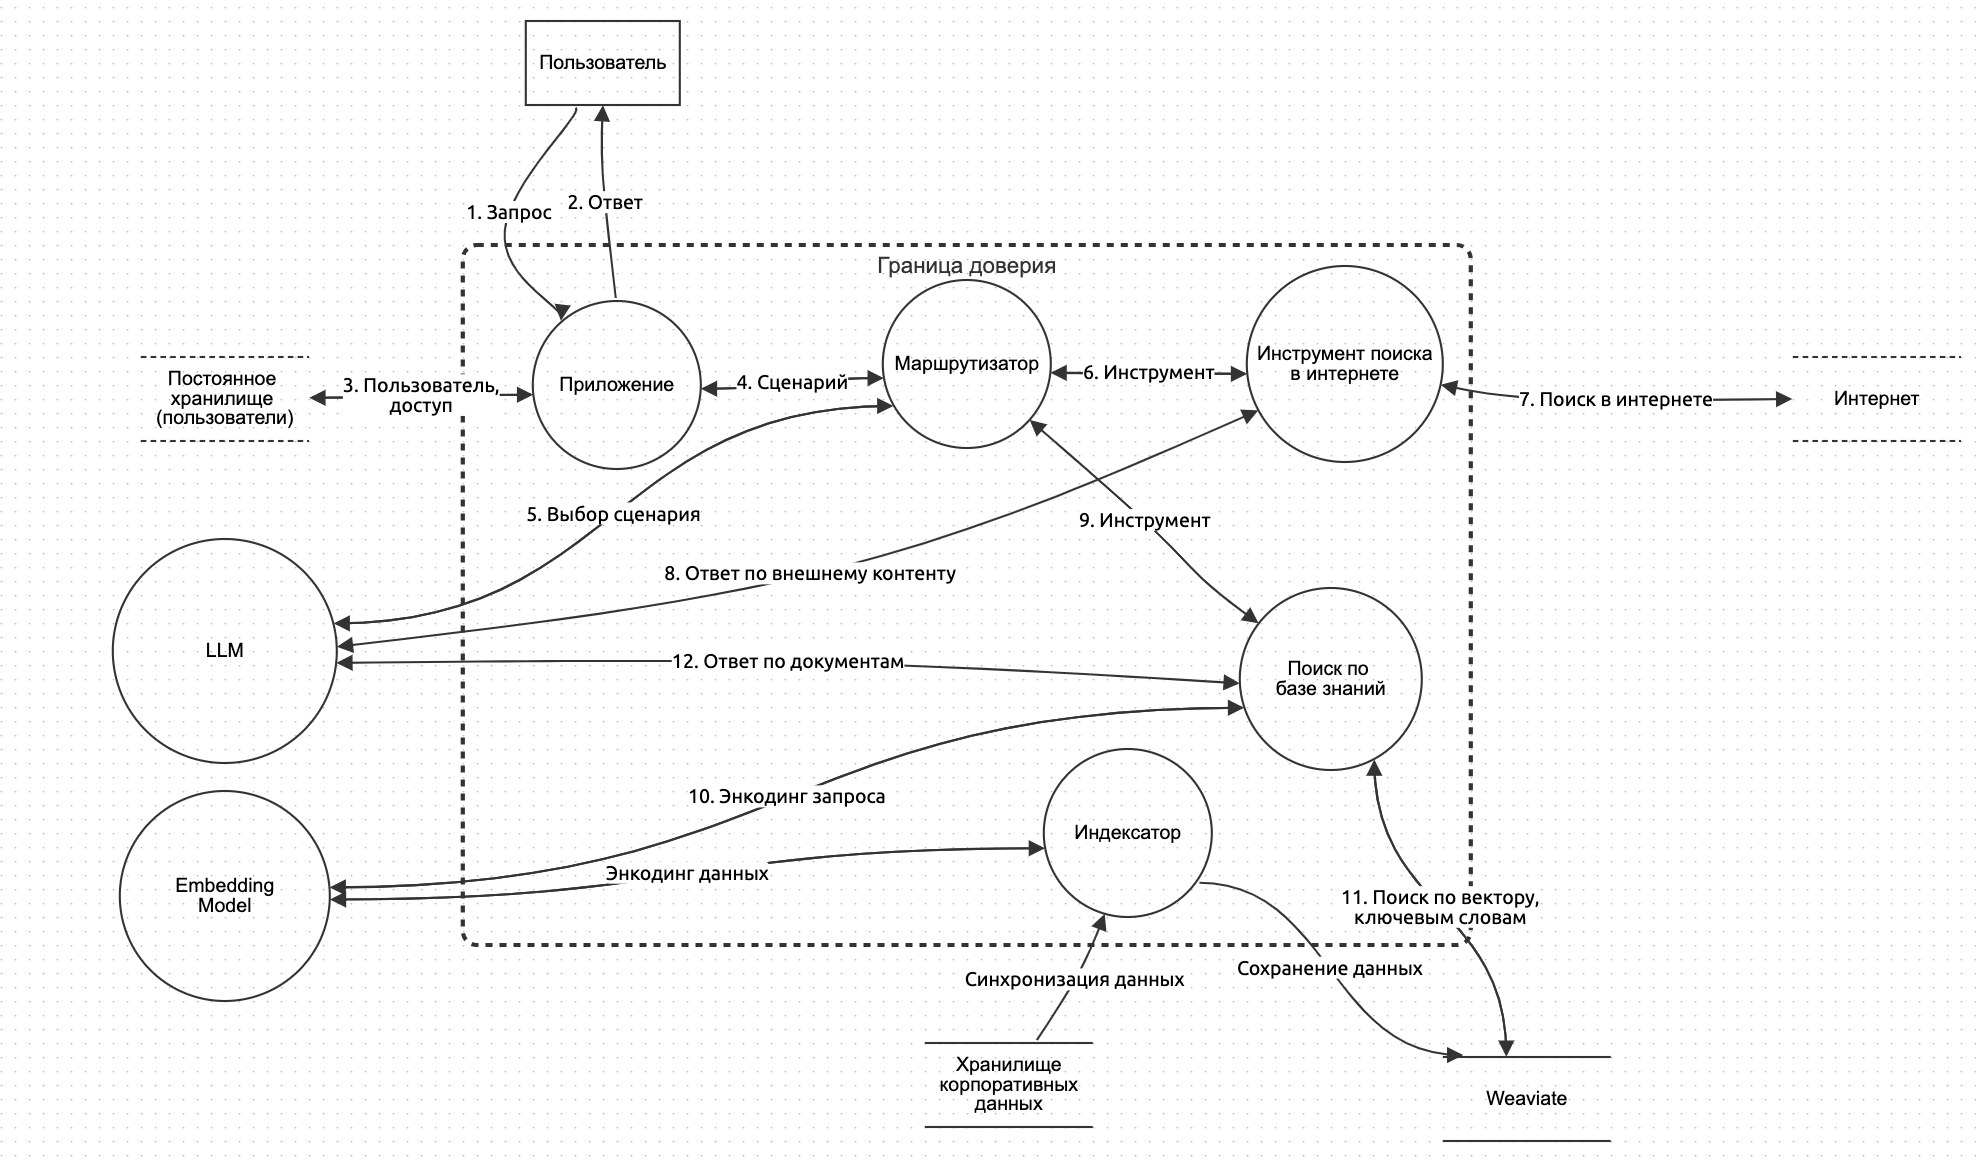 Пользователь
1. Запрос
2. Ответ
Граница доверия
Постоянное
хранилище
(пользователи)
3. Пользователь,
доступ
Приложение
4. Сценарий
Маршрутизатор
6. Инструмент
Инструмент поиска
в интернете
7. Поиск в интернете
Интернет
5. Выбор сценария
9. Инструмент
8. Ответ по внешнему контенту
LLM
12. Ответ по документам
Поиск по
базе знаний
10. Энкодинг запроса
Индексатор
Энкодинг данных
Embedding
Model
11. Поиск по вектору,
ключевым словам
Синхронизация данных
Сохранение данных
Хранилище
корпоративных
данных
Weaviate